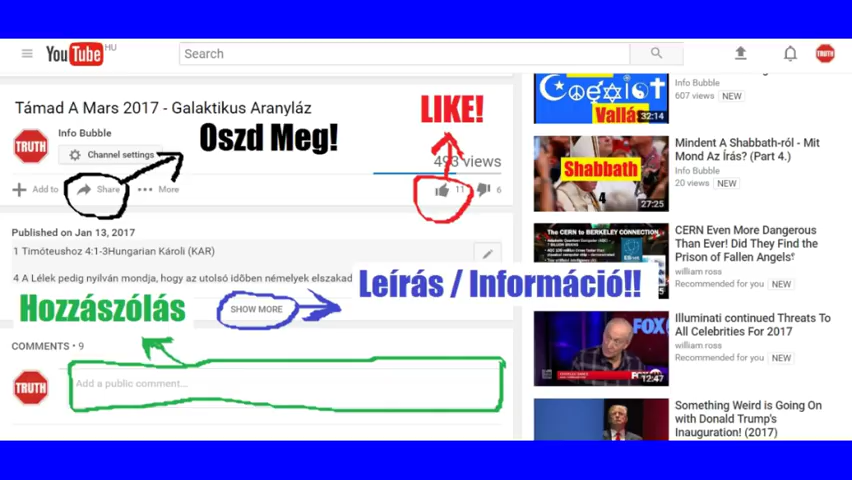 YouTube HU
Search
TRUTH
Támad A Mars 2017 - Galaktikus Aranyláz
LIKE!
TRUTH
Info Bubble
Oszd Meg!
Channel settings
493 views
Add to
Share
More
11
6
Published on Jan 13, 2017
1 Timóteushoz 4:1-3Hungarian Károli (KAR)
4 A Lélek pedig nyilván mondja, hogy az utolsó időben némelyek elszakad
Leírás / Információ!!
Hozzászólás
SHOW MORE
COMMENTS • 9
TRUTH
Add a public comment...
Vallás
32:14
Info Bubble
607 views NEW
Shabbath
4
27:25
Mindent A Shabbath-ról - Mit
Mond Az Írás? (Part 4.)
Info Bubble
20 views NEW
The CERN to BERKELEY CONNECTION
CERN Even More Dangerous
Than Ever! Did They Find the
Prison of Fallen Angels"
william ross
Recommended for you NEW
FOX
12:47
Illuminati continued Threats To
All Celebrities For 2017
william ross
Recommended for you NEW
Something Weird is Going On
with Donald Trump's
Inauguration! (2017)